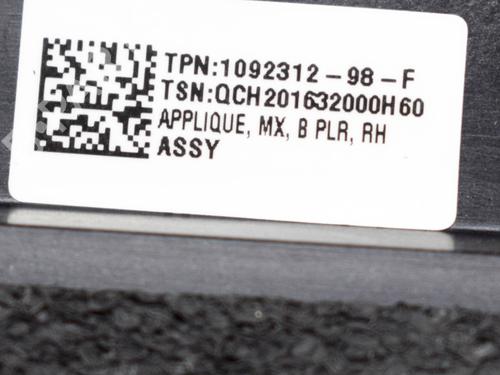 TPN:1092312-98-F
TSN:QCH201632000H60
APPLIQUE, MX, B PLR, RH
ASSY